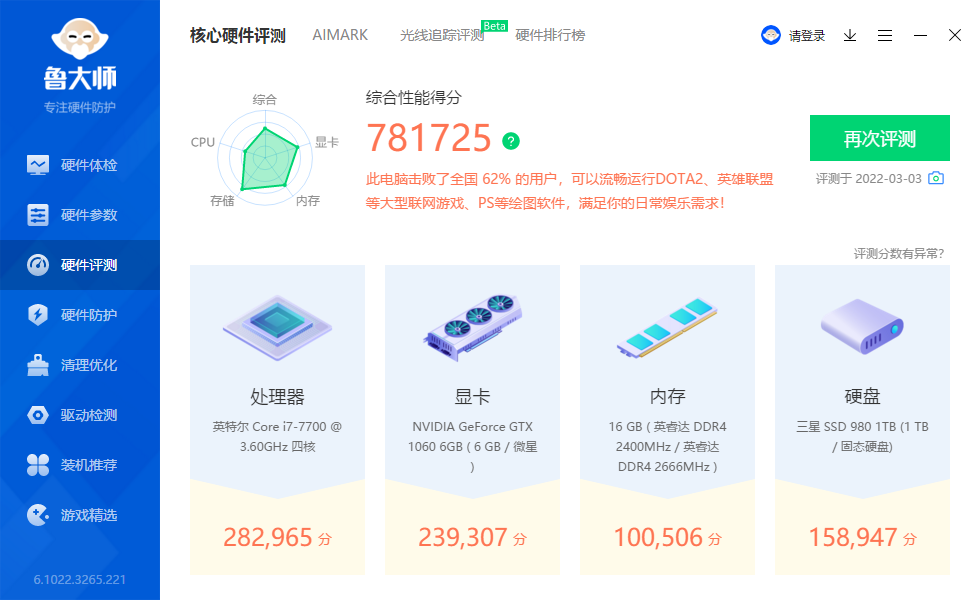 鲁大师
专注硬件防护
硬件体检
硬件参数
硬件评测
硬件防护
清理优化
驱动检测
装机推荐
游戏精选
6.1022.3265.221
核心硬件评测 AIMARK 光线追踪评测 Beta 硬件排行榜 请登录
综合
CPU 显卡
存储 内存
综合性能得分
781725 ?
此电脑击败了全国 62% 的用户，可以流畅运行DOTA2、英雄联盟
等大型联网游戏、PS等绘图软件，满足你的日常娱乐需求！
再次评测
评测于 2022-03-03
评测分数有异常?
处理器
英特尔 Core i7-7700 @
3.60GHz 四核
282,965 分
显卡
NVIDIA GeForce GTX
1060 6GB ( 6 GB / 微星
)
239,307 分
内存
16 GB ( 英睿达 DDR4
2400MHz / 英睿达
DDR4 2666MHz )
100,506 分
硬盘
三星 SSD 980 1TB (1 TB
/ 固态硬盘)
158,947 分